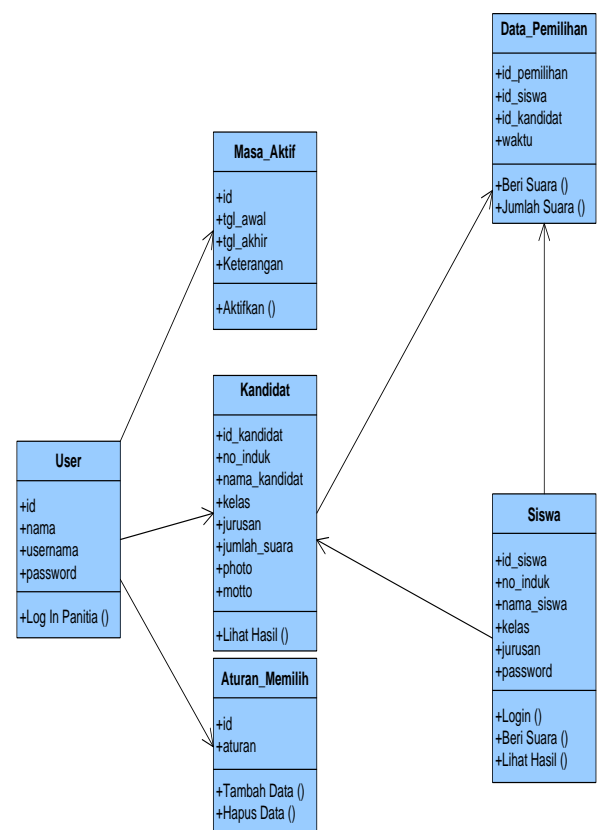 Data_Pemilihan
+id_pemilihan
+id_siswa
+id_kandidat
+waktu
+Beri Suara ()
+Jumlah Suara ()
Masa_Aktif
+id
+tgl_awal
+tgl_akhir
+Keterangan
+Aktifkan ()
Kandidat
+id_kandidat
+no_induk
+nama_kandidat
+kelas
+jurusan
+jumlah_suara
+photo
+motto
+Lihat Hasil ()
User
+id
+nama
+usernama
+password
+Log In Panitia ()
Siswa
+id_siswa
+no_induk
+nama_siswa
+kelas
+jurusan
+password
+Login ()
+Beri Suara ()
+Lihat Hasil ()
Aturan_Memilih
+id
+aturan
+Tambah Data ()
+Hapus Data ()